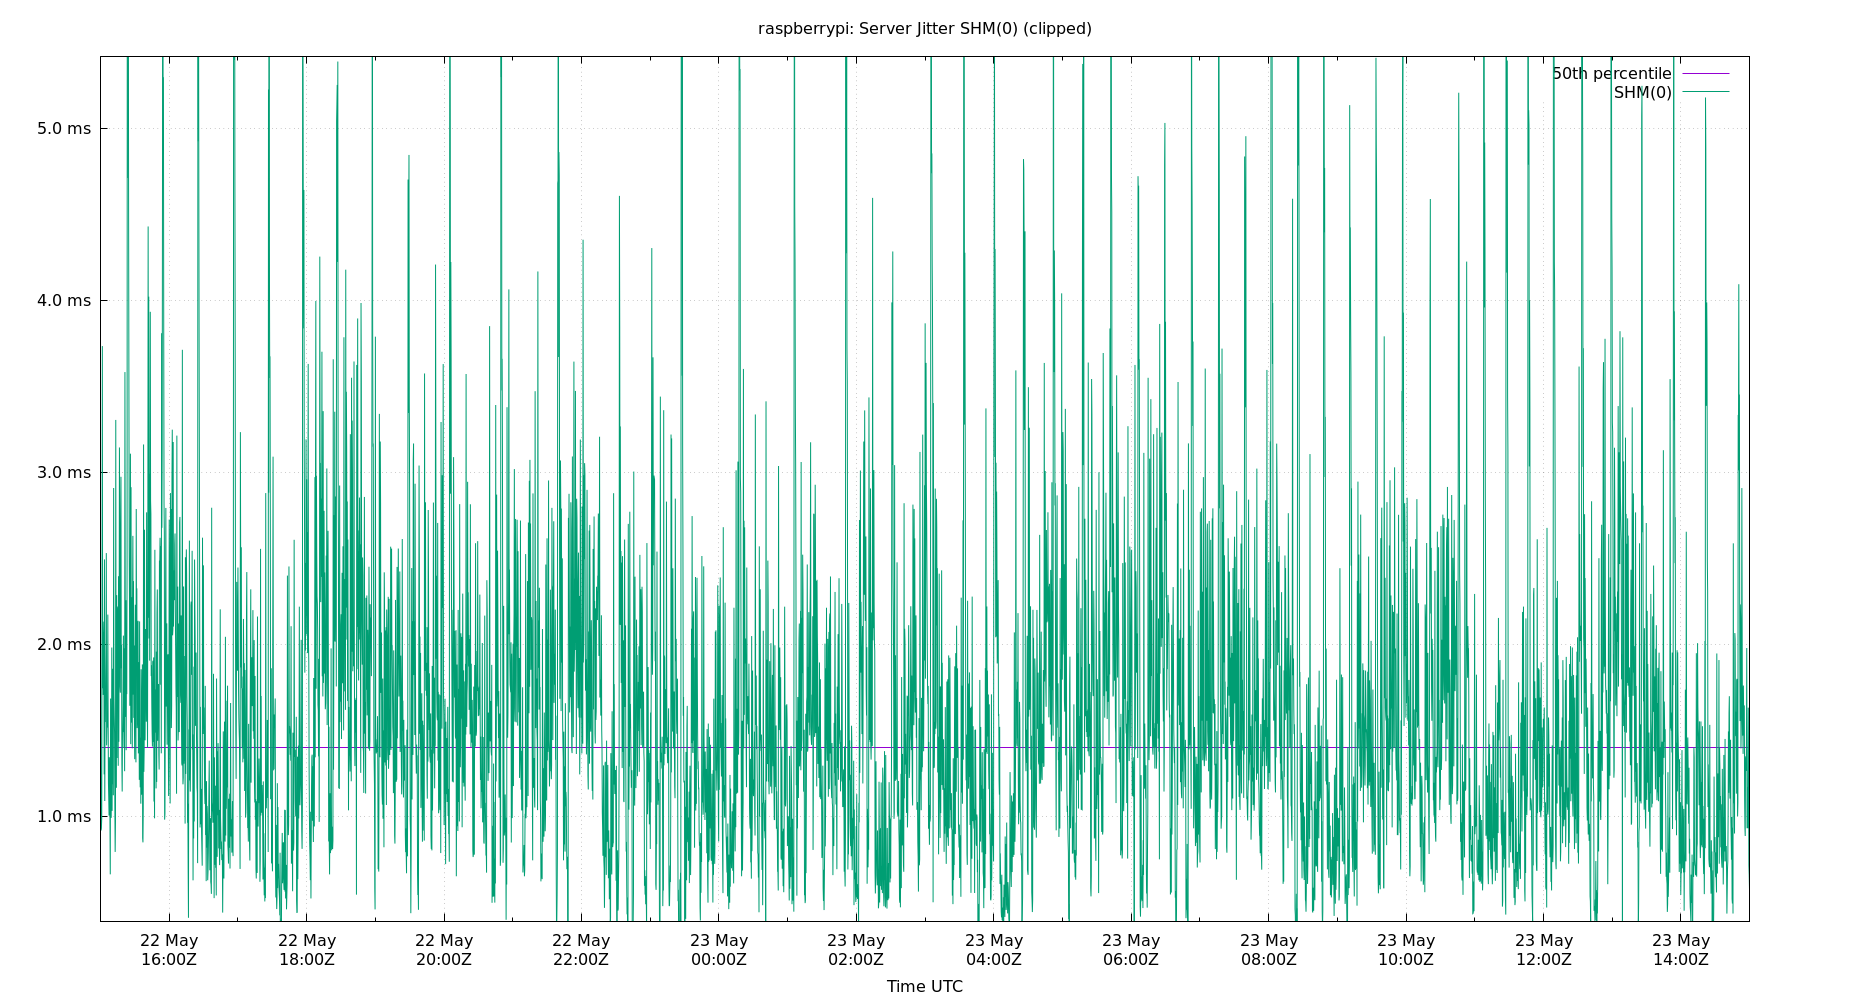 raspberrypi: Server Jitter SHM(0) (clipped)
50th percentile
SHM(0)
5.0 ms
4.0 ms
3.0 ms
2.0 ms
1.0 ms
22 May 22 May 22 May 22 May 23 May 23 May 23 May 23 May 23 May 23 May 23 May 23 May
16:00Z 18:00Z 20:00Z 22:00Z 00:00Z 02:00Z 04:00Z 06:00Z 08:00Z 10:00Z 12:00Z 14:00Z
Time UTC